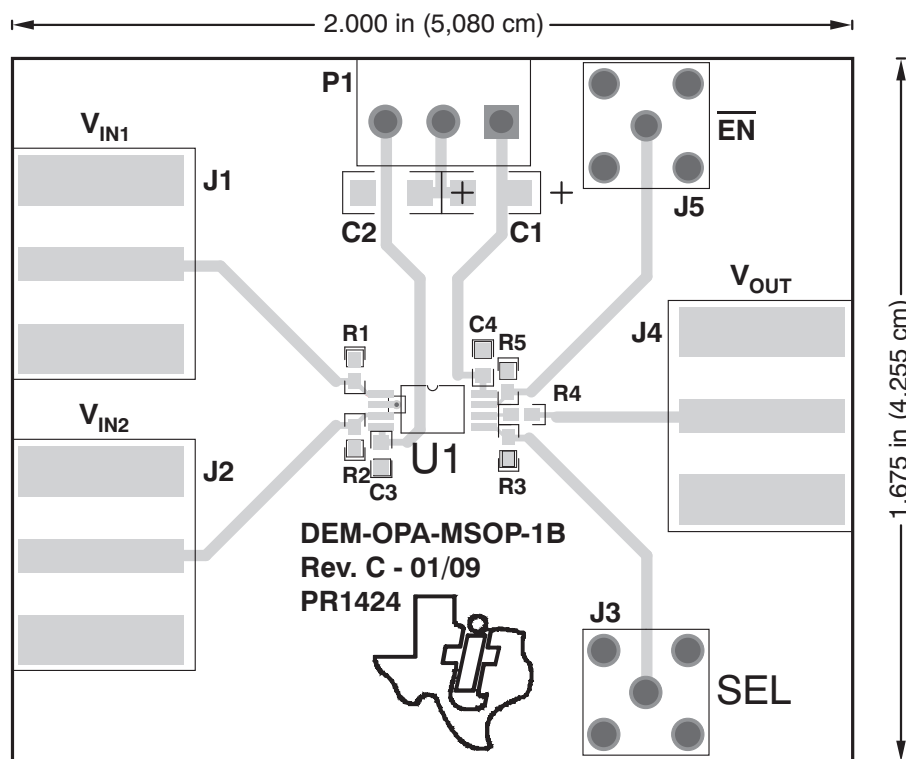 2.000 in (5,080 cm)
P1
EN
V_IN1
J1
J5
C2
C1
+
+
V_OUT
J4
1.675 in (4.255 cm)
R1
C4
R5
R4
V_IN2
J2
U1
R2
C3
R3
DEM-OPA-MSOP-1B
Rev. C - 01/09
PR1424
J3
SEL